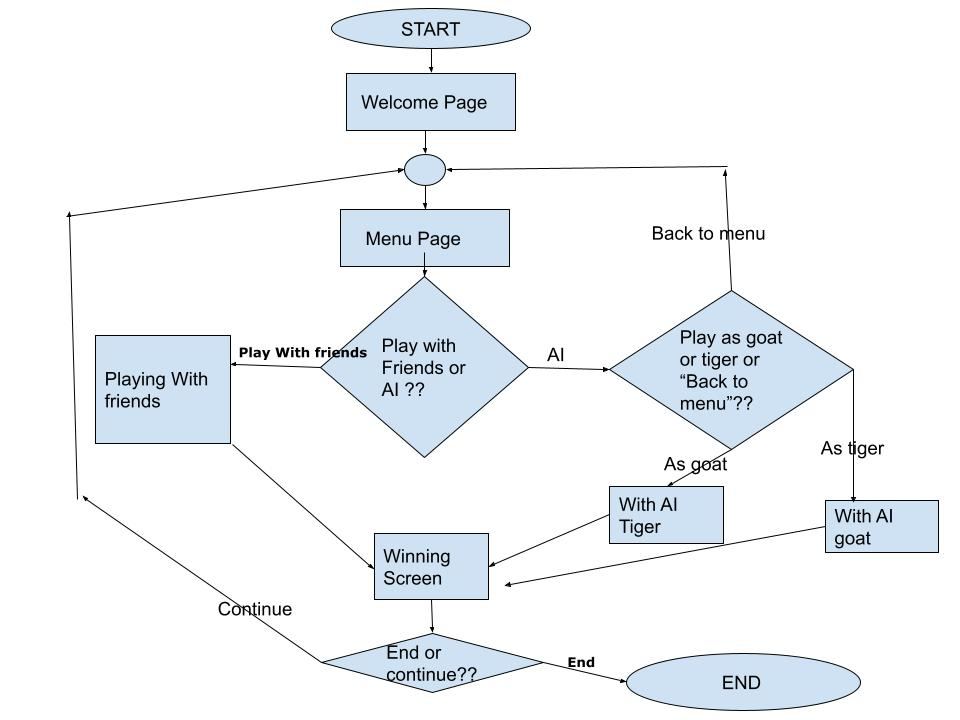 START
Welcome Page
Menu Page
Back to menu
Play With friends
Play with
Friends or
AI ??
AI
Play as goat
or tiger or
“Back to
menu”??
Playing With
friends
As goat
As tiger
With AI
Tiger
With AI
goat
Winning
Screen
Continue
End or
continue??
End
END